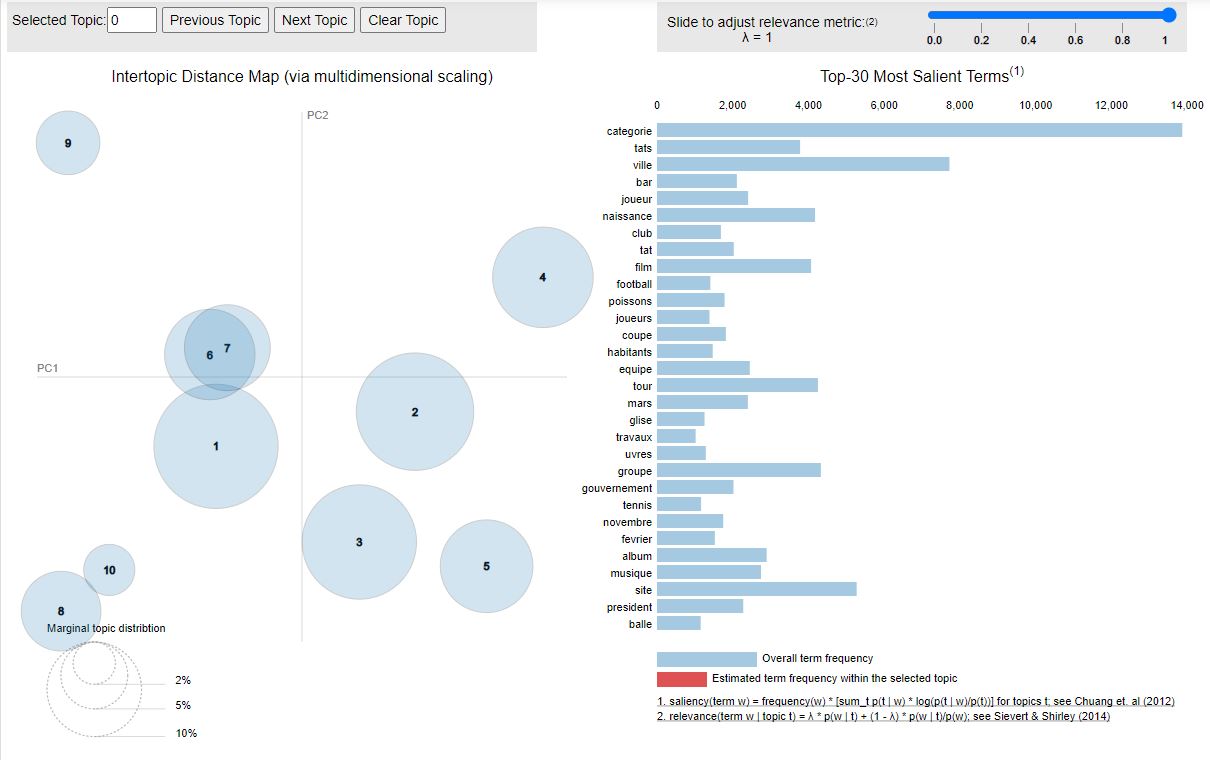 Selected Topic: 0 Previous Topic Next Topic Clear Topic
Slide to adjust relevance metric:(2)
λ = 1
0.0 0.2 0.4 0.6 0.8 1
Intertopic Distance Map (via multidimensional scaling)
PC2
PC1
9
4
6
7
2
1
3
5
10
8
Marginal topic distribtion
2%
5%
10%
Top-30 Most Salient Terms(1)
0 2,000 4,000 6,000 8,000 10,000 12,000 14,000
categorie
tats
ville
bar
joueur
naissance
club
tat
film
football
poissons
joueurs
coupe
habitants
equipe
tour
mars
glise
travaux
uvres
groupe
gouvernement
tennis
novembre
fevrier
album
musique
site
president
balle
Overall term frequency
Estimated term frequency within the selected topic
1. saliency(term w) = frequency(w) * [sum_t p(t | w) * log(p(t | w)/p(t))] for topics t; see Chuang et. al (2012)
2. relevance(term w | topic t) = λ * p(w | t) + (1 - λ) * p(w | t)/p(w); see Sievert & Shirley (2014)